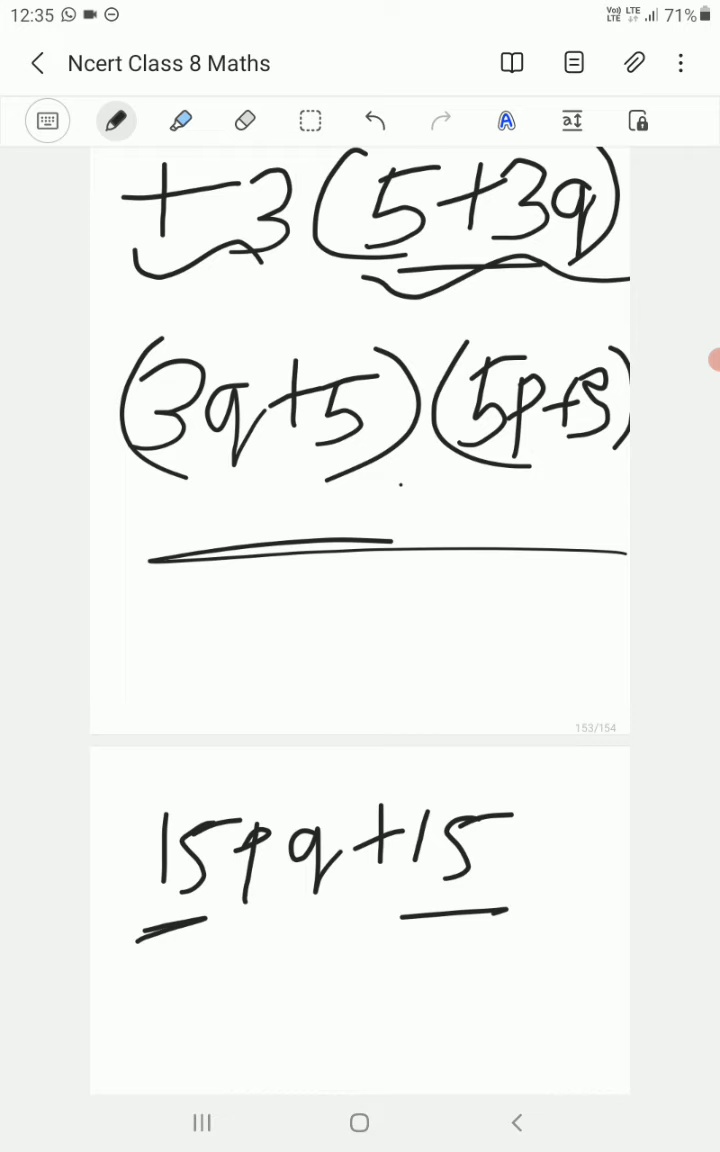 12:35 71%
Ncert Class 8 Maths
+3(5+3q)
(3q+5)(5p+3)
153/154
15pq+15